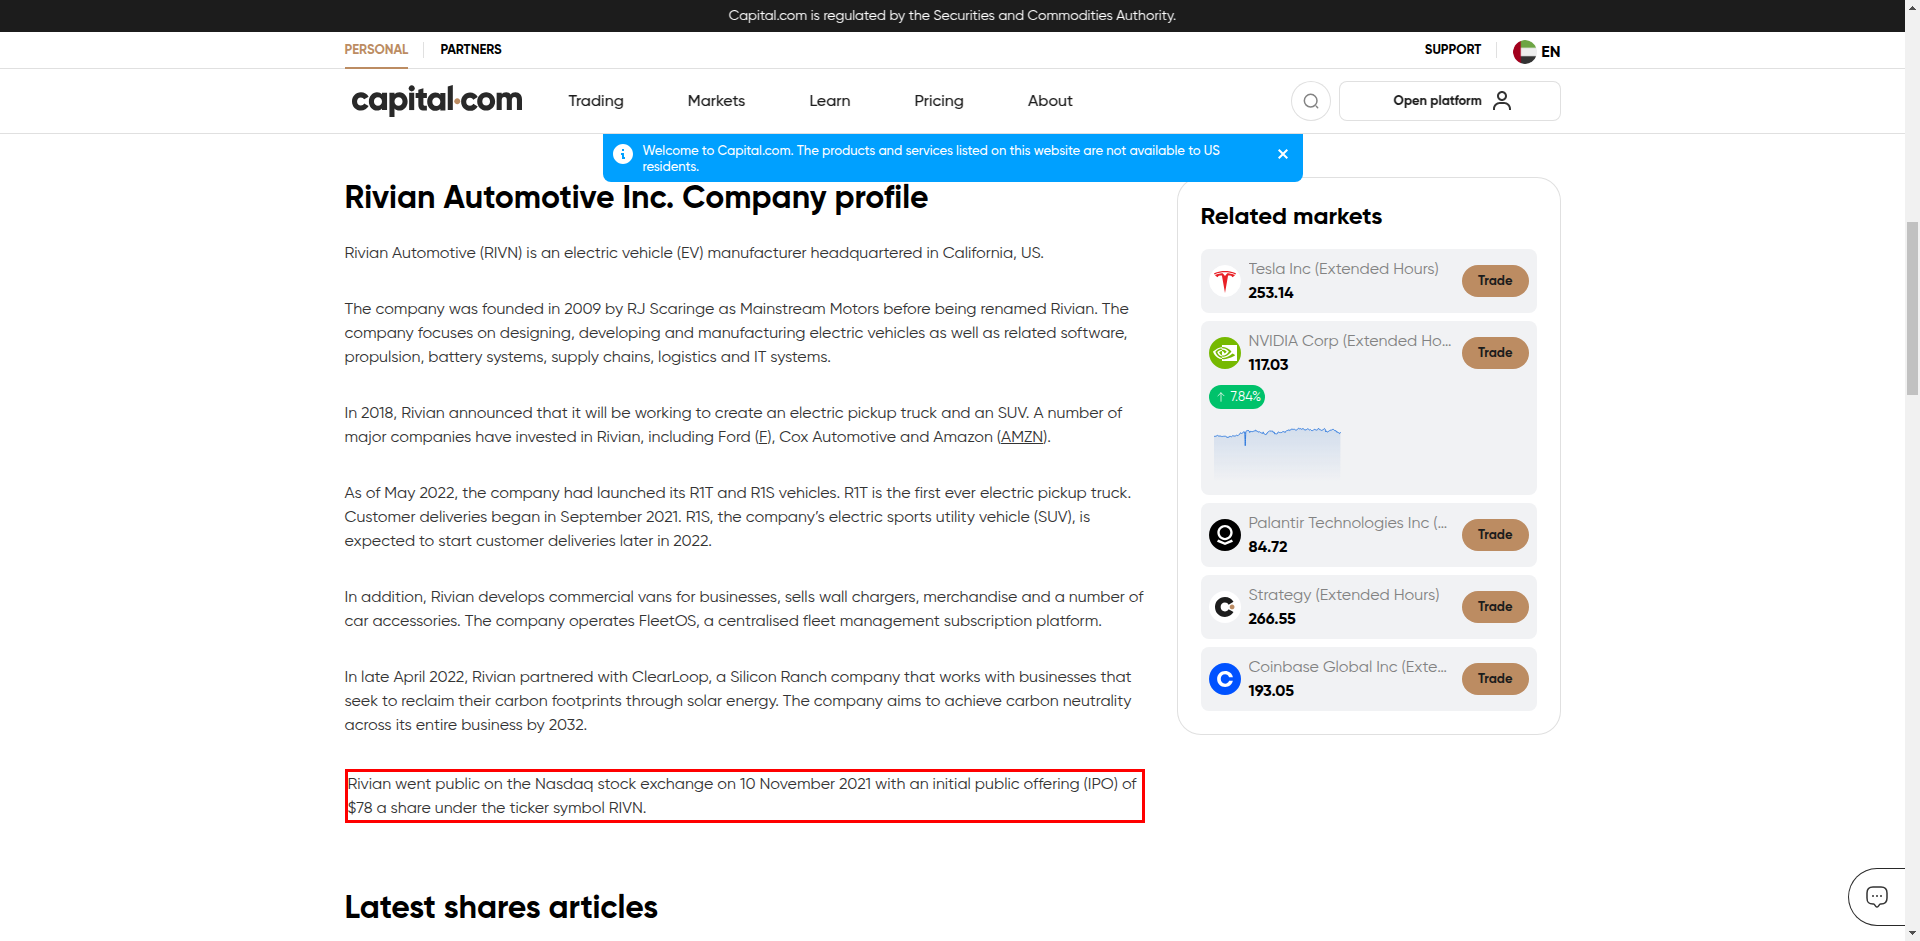 Capital.com is regulated by the Securities and Commodities Authority.
PERSONAL
PARTNERS
SUPPORT
EN
capital.com
Trading
Markets
Learn
Pricing
About
Open platform
Welcome to Capital.com. The products and services listed on this website are not available to US
residents.
Rivian Automotive Inc. Company profile
Rivian Automotive (RIVN) is an electric vehicle (EV) manufacturer headquartered in California, US.
The company was founded in 2009 by RJ Scaringe as Mainstream Motors before being renamed Rivian. The
company focuses on designing, developing and manufacturing electric vehicles as well as related software,
propulsion, battery systems, supply chains, logistics and IT systems.
In 2018, Rivian announced that it will be working to create an electric pickup truck and an SUV. A number of
major companies have invested in Rivian, including Ford (F), Cox Automotive and Amazon (AMZN).
As of May 2022, the company had launched its R1T and R1S vehicles. R1T is the first ever electric pickup truck.
Customer deliveries began in September 2021. R1S, the company’s electric sports utility vehicle (SUV), is
expected to start customer deliveries later in 2022.
In addition, Rivian develops commercial vans for businesses, sells wall chargers, merchandise and a number of
car accessories. The company operates FleetOS, a centralised fleet management subscription platform.
In late April 2022, Rivian partnered with ClearLoop, a Silicon Ranch company that works with businesses that
seek to reclaim their carbon footprints through solar energy. The company aims to achieve carbon neutrality
across its entire business by 2032.
Rivian went public on the Nasdaq stock exchange on 10 November 2021 with an initial public offering (IPO) of
$78 a share under the ticker symbol RIVN.
Latest shares articles
Related markets
Tesla Inc (Extended Hours)
253.14
Trade
NVIDIA Corp (Extended Ho...
117.03
Trade
↑ 7.84%
Palantir Technologies Inc (...
84.72
Trade
Strategy (Extended Hours)
266.55
Trade
Coinbase Global Inc (Exte...
193.05
Trade